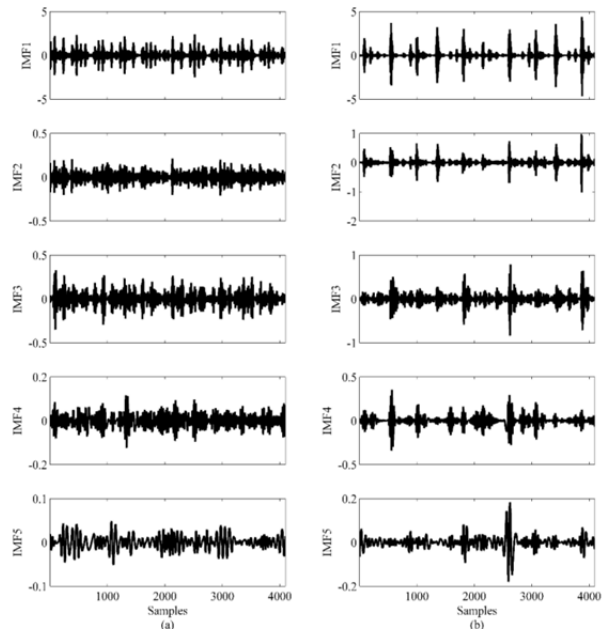 5 5
IMF1 0 IMF1 0
-5 -5
0.5 1
IMF2 0 IMF2 0
-1
-0.5 -2
0.5 1
IMF3 0 IMF3 0
-0.5 -1
0.2 0.5
IMF4 0 IMF4 0
-0.2 -0.5
0.1 0.2
IMF5 0 IMF5 0
-0.1 -0.2
1000 2000 3000 4000 1000 2000 3000 4000
Samples Samples
(a) (b)